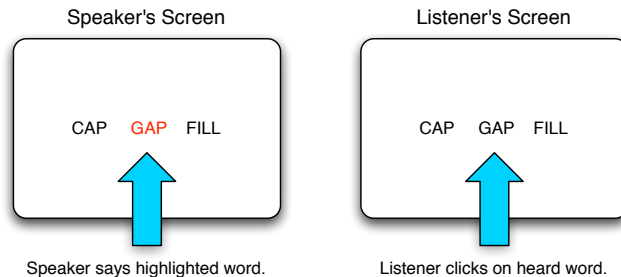 Speaker's Screen
Listener's Screen
CAP GAP FILL
CAP GAP FILL
Speaker says highlighted word.
Listener clicks on heard word.